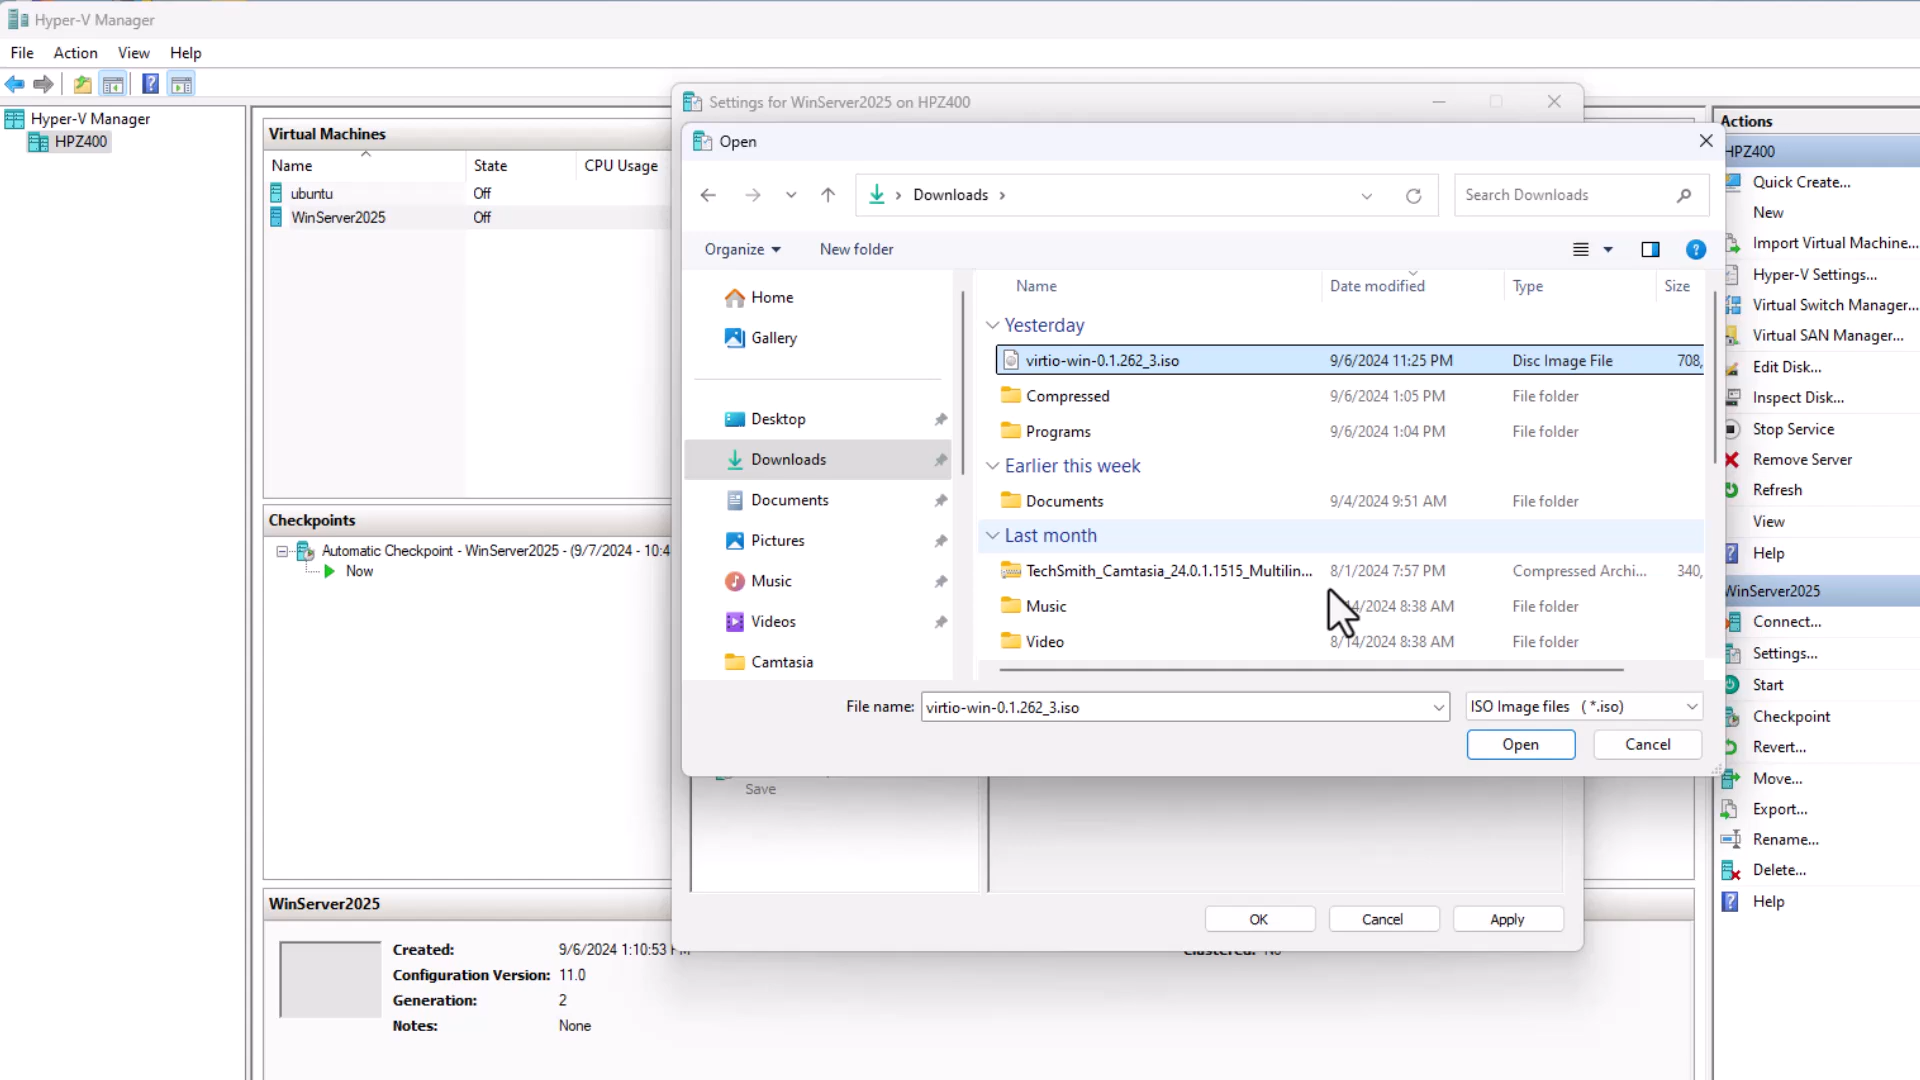 Hyper-V Manager
File Action View Help
Hyper-V Manager
HPZ400
Virtual Machines
Name State CPU Usage
ubuntu Off
WinServer2025 Off
Checkpoints
Automatic Checkpoint - WinServer2025 - (9/7/2024 - 10:4
Now
WinServer2025
Created: 9/6/2024 1:10:53
Configuration Version: 11.0
Generation: 2
Notes: None
Clustered: No
Settings for WinServer2025 on HPZ400
Open
Downloads
Search Downloads
Organize New folder
Home
Gallery
Desktop
Downloads
Documents
Pictures
Music
Videos
Camtasia
Name Date modified Type Size
Yesterday
virtio-win-0.1.262_3.iso 9/6/2024 11:25 PM Disc Image File 708,
Compressed 9/6/2024 1:05 PM File folder
Programs 9/6/2024 1:04 PM File folder
Earlier this week
Documents 9/4/2024 9:51 AM File folder
Last month
TechSmith_Camtasia_24.0.1.1515_Multilin... 8/1/2024 7:57 PM Compressed Archi... 340,
Music 14/2024 8:38 AM File folder
Video 8/14/2024 8:38 AM File folder
File name: virtio-win-0.1.262_3.iso ISO Image files ( *.iso)
Open Cancel
Save
OK Cancel Apply
Actions
HPZ400
Quick Create...
New
Import Virtual Machine...
Hyper-V Settings...
Virtual Switch Manager...
Virtual SAN Manager...
Edit Disk...
Inspect Disk...
Stop Service
Remove Server
Refresh
View
Help
WinServer2025
Connect...
Settings...
Start
Checkpoint
Revert...
Move...
Export...
Rename...
Delete...
Help